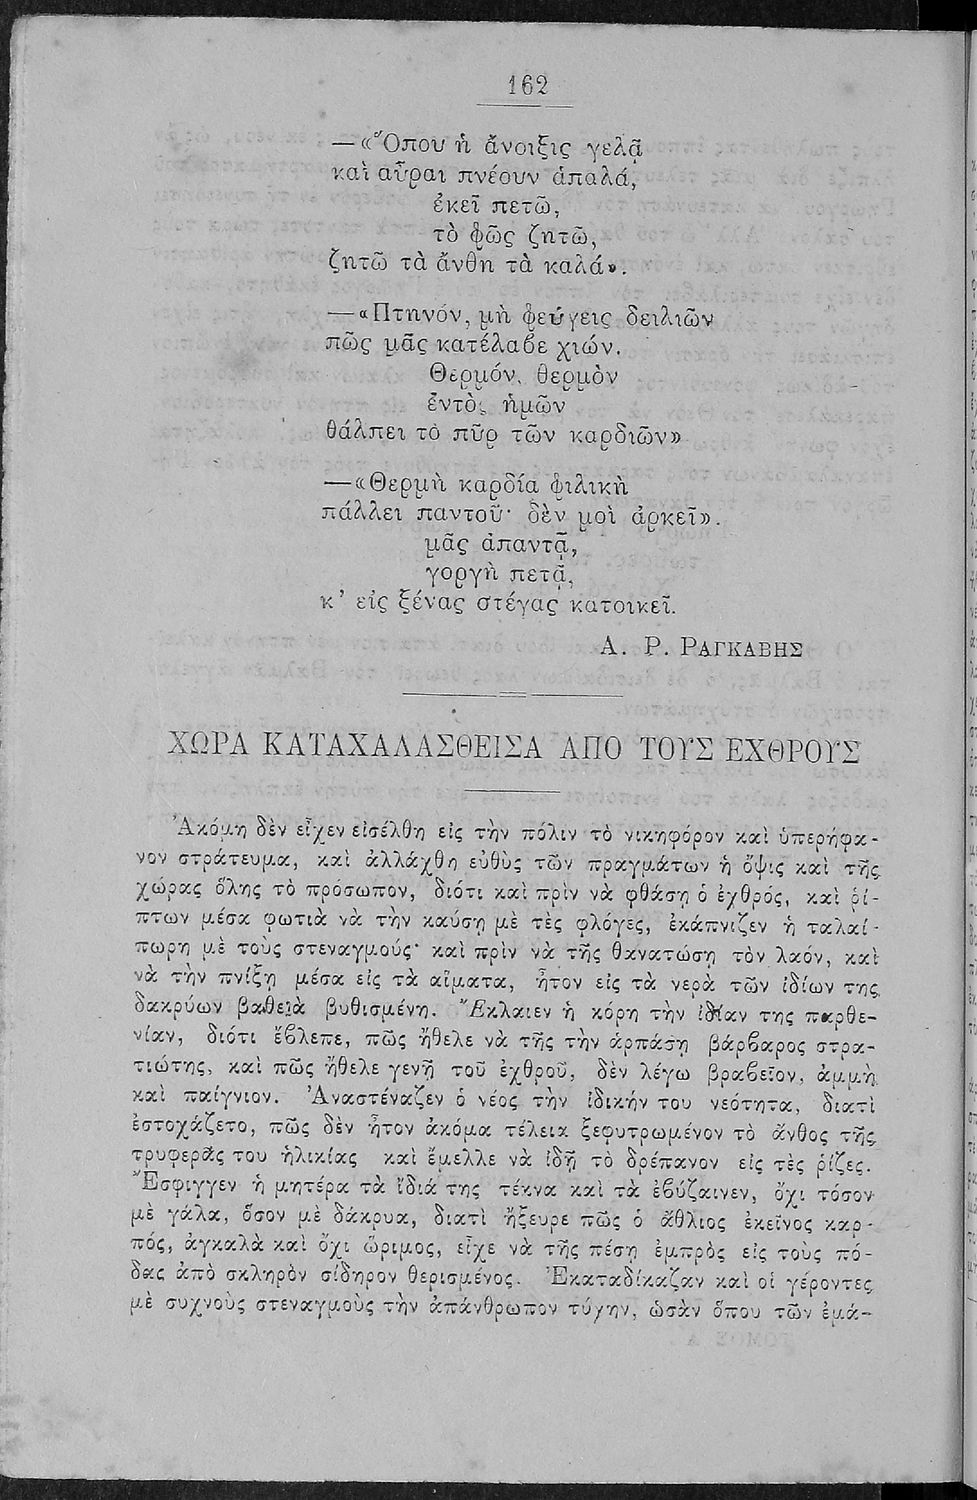 162
—«Ὅπου ἡ ἄνοιξις γελᾷ
καὶ αὖραι πνέουν ἁπαλά,
ἐκεῖ πετῶ,
τὸ φῶς ζητῶ,
ζητῶ τὰ ἄνθη τὰ καλά».
—«Πτηνόν, μὴ φεύγεις δειλιῶν
πῶς μᾶς κατέλαβε χιών.
Θερμόν, θερμὸν
ἐντὸς ἡμῶν
θάλπει τὸ πῦρ τῶν καρδιῶν»
—«Θερμὴ καρδία φιλικὴ
πάλλει παντοῦ· δὲν μοὶ ἀρκεῖ».
μᾶς ἀπαντᾷ,
γοργὴ πετᾷ,
κ' εἰς ξένας στέγας κατοικεῖ.
Α. Ρ. ΡΑΓΚΑΒΗΣ
ΧΩΡΑ ΚΑΤΑΧΑΛΑΣΘΕΙΣΑ ΑΠΟ ΤΟΥΣ ΕΧΘΡΟΥΣ
Ἀκόμη δὲν εἶχεν εἰσέλθη εἰς τὴν πόλιν τὸ νικηφόρον καὶ ὑπερήφα-
νον στράτευμα, καὶ ἀλλάχθη εὐθὺς τῶν πραγμάτων ἡ ὄψις καὶ τῆς
χώρας ὅλης τὸ πρόσωπον, διότι καὶ πρὶν νὰ φθάσῃ ὁ ἐχθρός, καὶ ῥί-
πτων μέσα φωτιὰ νὰ τὴν καύσῃ μὲ τὲς φλόγες, ἐκάπνιζεν ἡ ταλαί-
πωρη μὲ τοὺς στεναγμούς· καὶ πρὶν νὰ τῆς θανατώσῃ τὸν λαόν, καὶ
νὰ τὴν πνίξῃ μέσα εἰς τὰ αἵματα, ἦτον εἰς τὰ νερὰ τῶν ἰδίων της
δακρύων βαθειὰ βυθισμένη. Ἔκλαιεν ἡ κόρη τὴν ἰδίαν της παρθε-
νίαν, διότι ἔβλεπε, πῶς ἤθελε νὰ τῆς τὴν ἁρπάσῃ βάρβαρος στρα-
τιώτης, καὶ πῶς ἤθελε γενῇ τοῦ ἐχθροῦ, δὲν λέγω βραβεῖον, ἀμμὴ
καὶ παίγνιον. Ἀναστέναζεν ὁ νέος τὴν ἰδικήν του νεότητα, διατὶ
ἐστοχάζετο, πῶς δὲν ἦτον ἀκόμα τέλεια ξεφυτρωμένον τὸ ἄνθος τῆς
τρυφερᾶς του ἡλικίας καὶ ἔμελλε νὰ ἰδῇ τὸ δρέπανον εἰς τὲς ῥίζες.
Ἔσφιγγεν ἡ μητέρα τὰ ἴδιά της τέκνα καὶ τὰ ἐβύζαινεν, ὄχι τόσον
μὲ γάλα, ὅσον μὲ δάκρυα, διατὶ ἤξευρε πῶς ὁ ἄθλιος ἐκεῖνος καρ-
πός, ἀγκαλὰ καὶ ὄχι ὥριμος, εἶχε νὰ τῆς πέσῃ ἐμπρὸς εἰς τοὺς πό-
δας ἀπὸ σκληρὸν σίδηρον θερισμένος. Ἐκαταδίκαζαν καὶ οἱ γέροντες
μὲ συχνοὺς στεναγμοὺς τὴν ἀπάνθρωπον τύχην, ὡσὰν ὅπου τῶν ἐμά-